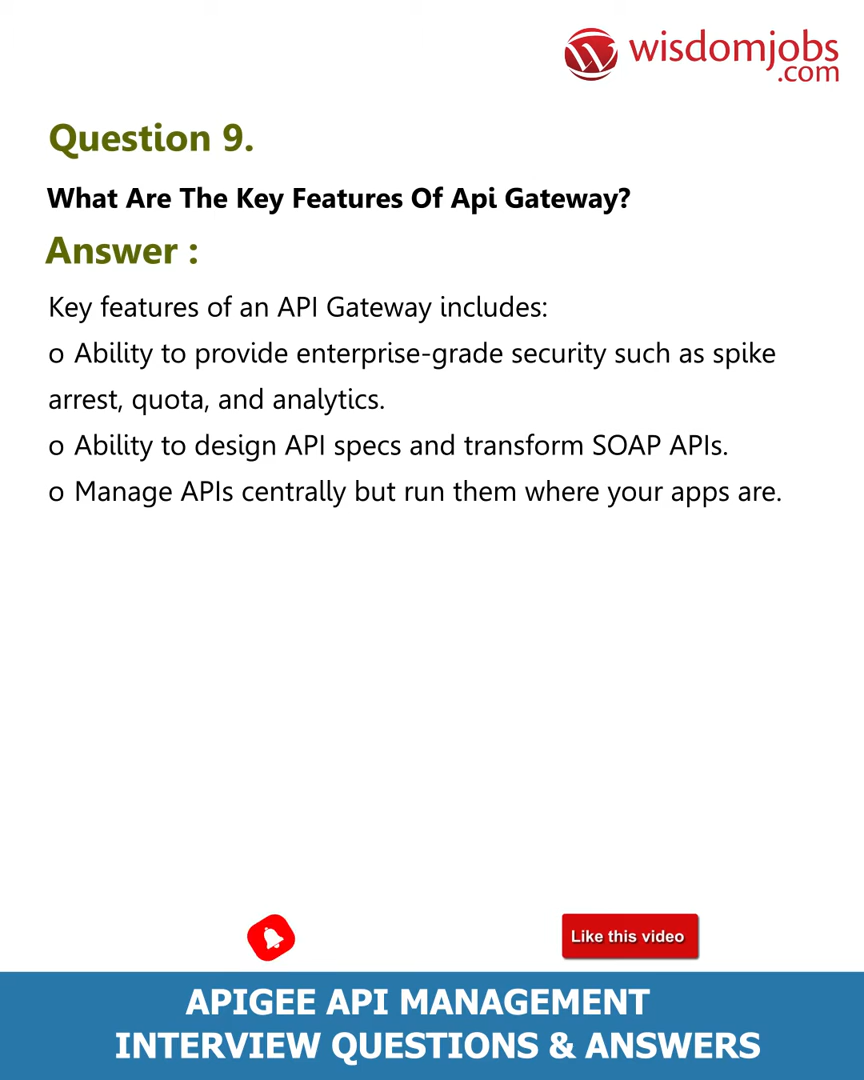 wisdomjobs
.com
Question 9.
What Are The Key Features Of Api Gateway?
Answer :
Key features of an API Gateway includes:
o Ability to provide enterprise-grade security such as spike
arrest, quota, and analytics.
o Ability to design API specs and transform SOAP APIs.
o Manage APIs centrally but run them where your apps are.
Like this video
APIGEE API MANAGEMENT
INTERVIEW QUESTIONS & ANSWERS